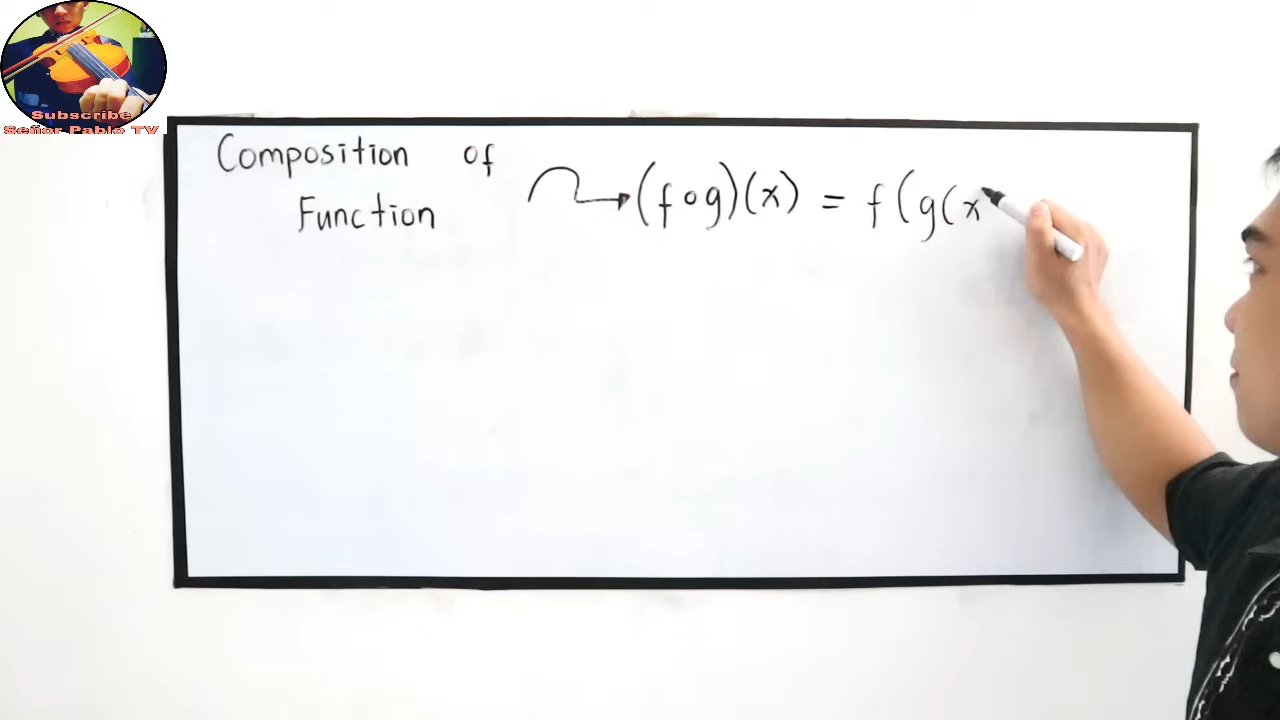 Subscribe
Señor Pablo TV
Composition of
Function
(f∘g)(x) = f(g(x